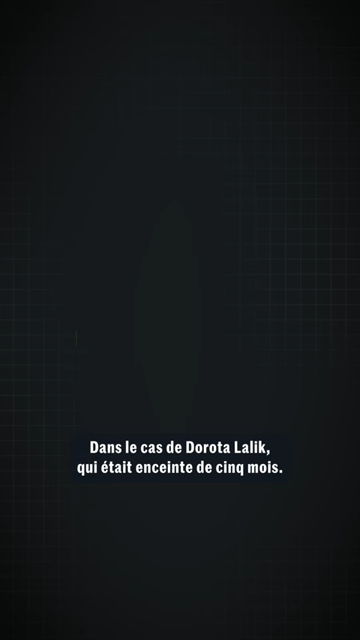 Dans le cas de Dorota Lalik,
qui était enceinte de cinq mois.